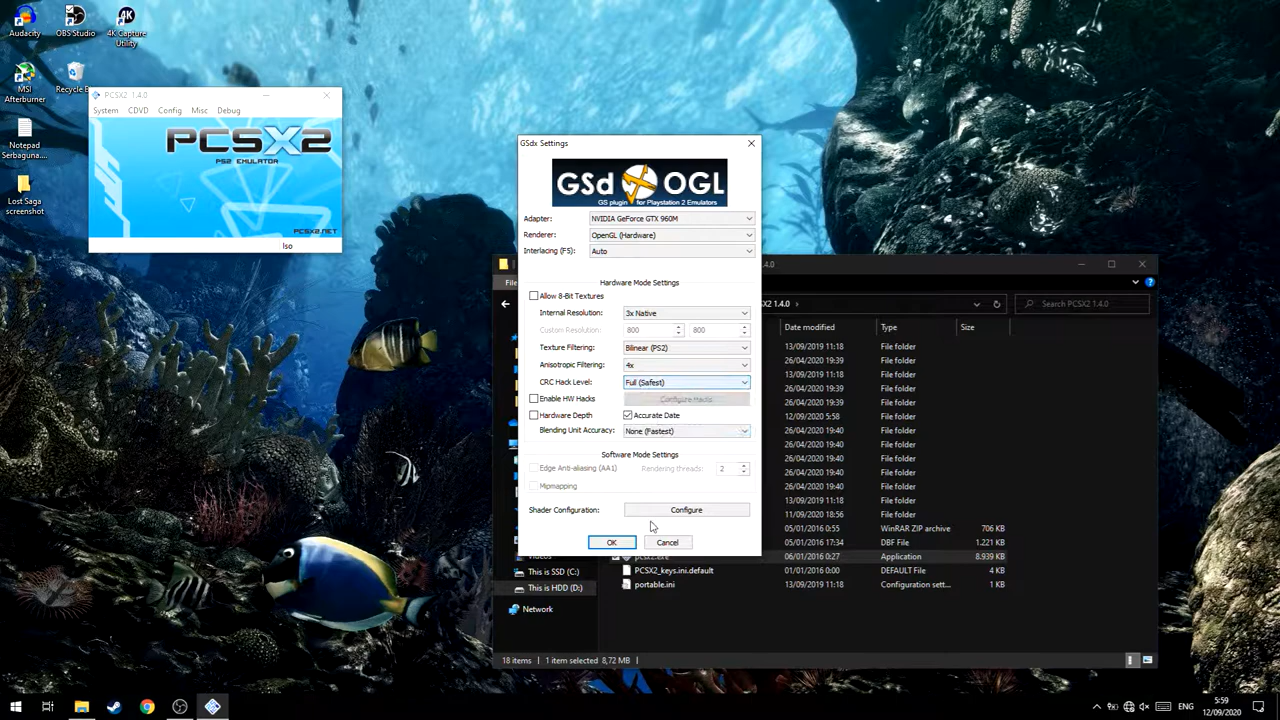 Audacity
OBS Studio
4K Capture
Utility
MSI
Afterburner
Recycle B
Notepad
Serbaguna....
Lost Saga
screenshot
PCSX2 1.4.0
System CDVD Config Misc Debug
PCSX2
PS2 EMULATOR
PCSX2.NET
Iso
GSdx Settings
GSd OGL
GS plugin for Playstation 2 Emulators
Adapter: NVIDIA GeForce GTX 960M
Renderer: OpenGL (Hardware)
Interlacing (F5): Auto
Hardware Mode Settings
Allow 8-Bit Textures
Internal Resolution: 3x Native
Custom Resolution: 800 800
Texture Filtering: Bilinear (PS2)
Anisotropic Filtering: 4x
CRC Hack Level: Full (Safest)
Enable HW Hacks Configure Hacks
Hardware Depth Accurate Date
Blending Unit Accuracy: None (Fastest)
Software Mode Settings
Edge Anti-aliasing (AA1) Rendering threads: 2
Mipmapping
Shader Configuration: Configure
OK Cancel
.4.0
File
X2 1.4.0 Search PCSX2 1.4.0
Date modified Type Size
13/09/2019 11:18 File folder
26/04/2020 19:39 File folder
13/09/2019 11:18 File folder
26/04/2020 19:39 File folder
26/04/2020 19:39 File folder
12/09/2020 5:58 File folder
26/04/2020 19:40 File folder
26/04/2020 19:40 File folder
26/04/2020 19:40 File folder
26/04/2020 19:40 File folder
26/04/2020 19:40 File folder
13/09/2019 11:18 File folder
11/09/2020 18:56 File folder
05/01/2016 0:55 WinRAR ZIP archive 706 KB
05/01/2016 17:34 DBF File 1.221 KB
pcsx2.exe 06/01/2016 0:27 Application 8.939 KB
PCSX2_keys.ini.default 01/01/2016 0:00 DEFAULT File 4 KB
portable.ini 13/09/2019 11:18 Configuration sett... 1 KB
Videos
This is SSD (C:)
This is HDD (D:)
Network
18 items 1 item selected 8,72 MB
ENG
5:59
12/09/2020